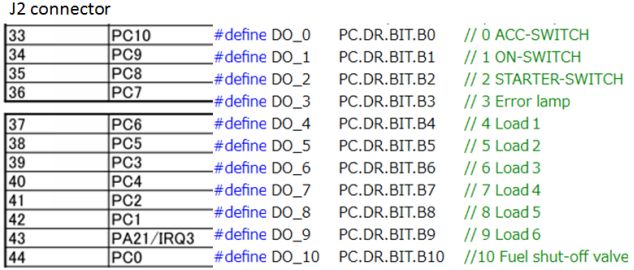 J2 connector
33 PC10 #define DO_0 PC.DR.BIT.B0 // 0 ACC-SWITCH
34 PC9 #define DO_1 PC.DR.BIT.B1 // 1 ON-SWITCH
35 PC8 #define DO_2 PC.DR.BIT.B2 // 2 STARTER-SWITCH
36 PC7 #define DO_3 PC.DR.BIT.B3 // 3 Error lamp
37 PC6 #define DO_4 PC.DR.BIT.B4 // 4 Load 1
38 PC5 #define DO_5 PC.DR.BIT.B5 // 5 Load 2
39 PC3 #define DO_6 PC.DR.BIT.B6 // 6 Load 3
40 PC4 #define DO_7 PC.DR.BIT.B7 // 7 Load 4
41 PC2 #define DO_8 PC.DR.BIT.B8 // 8 Load 5
42 PC1 #define DO_9 PC.DR.BIT.B9 // 9 Load 6
43 PA21/IRQ3 #define DO_10 PC.DR.BIT.B10 //10 Fuel shut-off valve
44 PC0